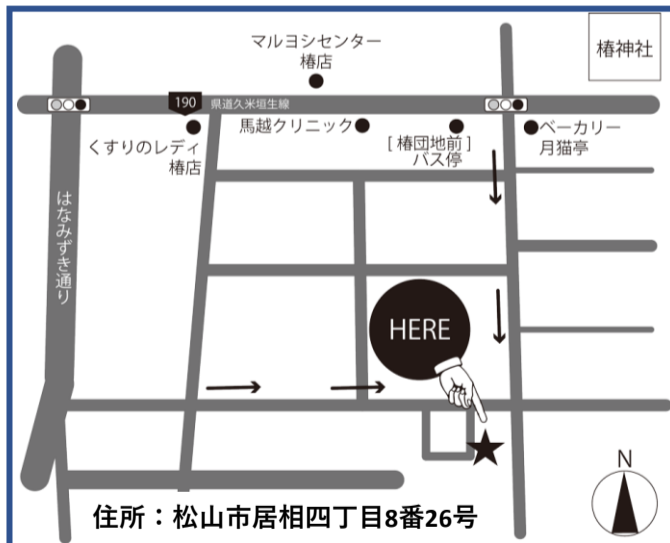 マルヨシセンター
椿店
椿神社
190
県道久米垣生線
くすりのレディ
椿店
馬越クリニック
[ 椿団地前 ]
バス停
ベーカリー
月猫亭
はなみずき通り
HERE
N
住所：松山市居相四丁目8番26号